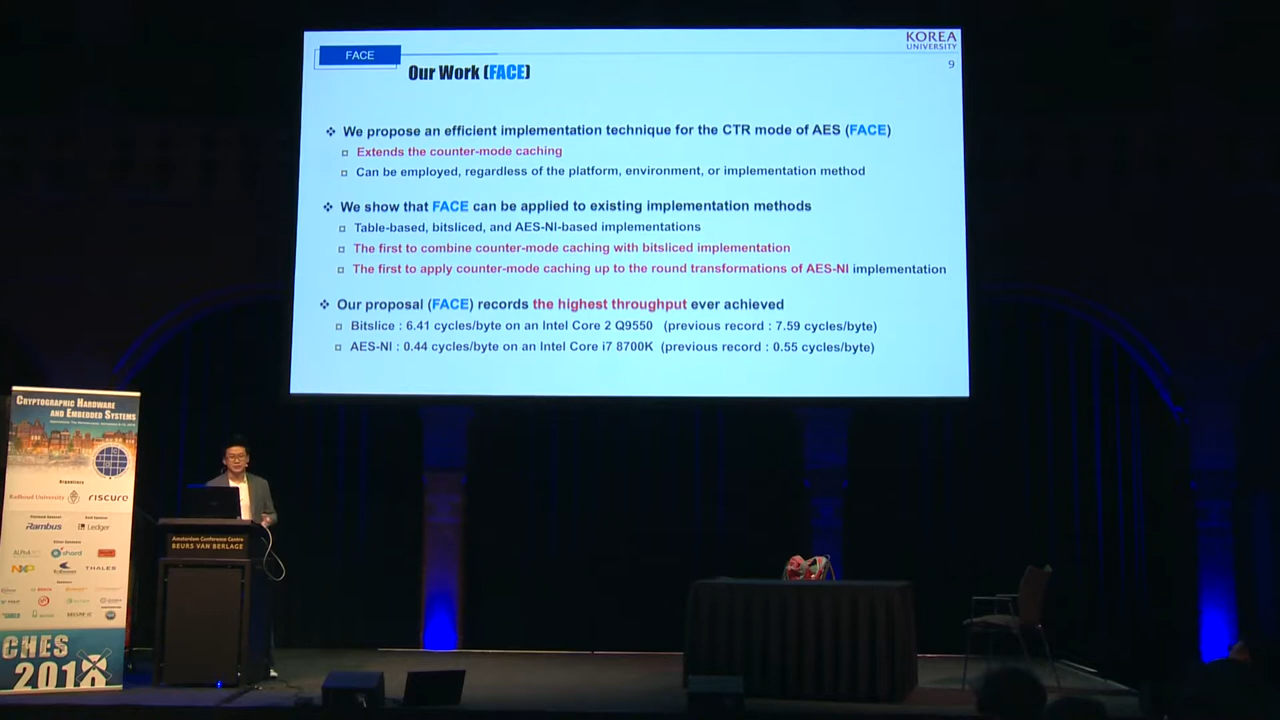 KOREA
UNIVERSITY
FACE
9
Our Work (FACE)
❖ We propose an efficient implementation technique for the CTR mode of AES (FACE)
Extends the counter-mode caching
Can be employed, regardless of the platform, environment, or implementation method
❖ We show that FACE can be applied to existing implementation methods
Table-based, bitsliced, and AES-NI-based implementations
The first to combine counter-mode caching with bitsliced implementation
The first to apply counter-mode caching up to the round transformations of AES-NI implementation
❖ Our proposal (FACE) records the highest throughput ever achieved
Bitslice : 6.41 cycles/byte on an Intel Core 2 Q9550 (previous record : 7.59 cycles/byte)
AES-NI : 0.44 cycles/byte on an Intel Core i7 8700K (previous record : 0.55 cycles/byte)
CRYPTOGRAPHIC HARDWARE
AND EMBEDDED SYSTEMS
Organizers
Radboud University riscure
Rambus Ledger
shard
NXP THALES
CHES
2018
Amsterdam Conference Centre
BEURS VAN BERLAGE